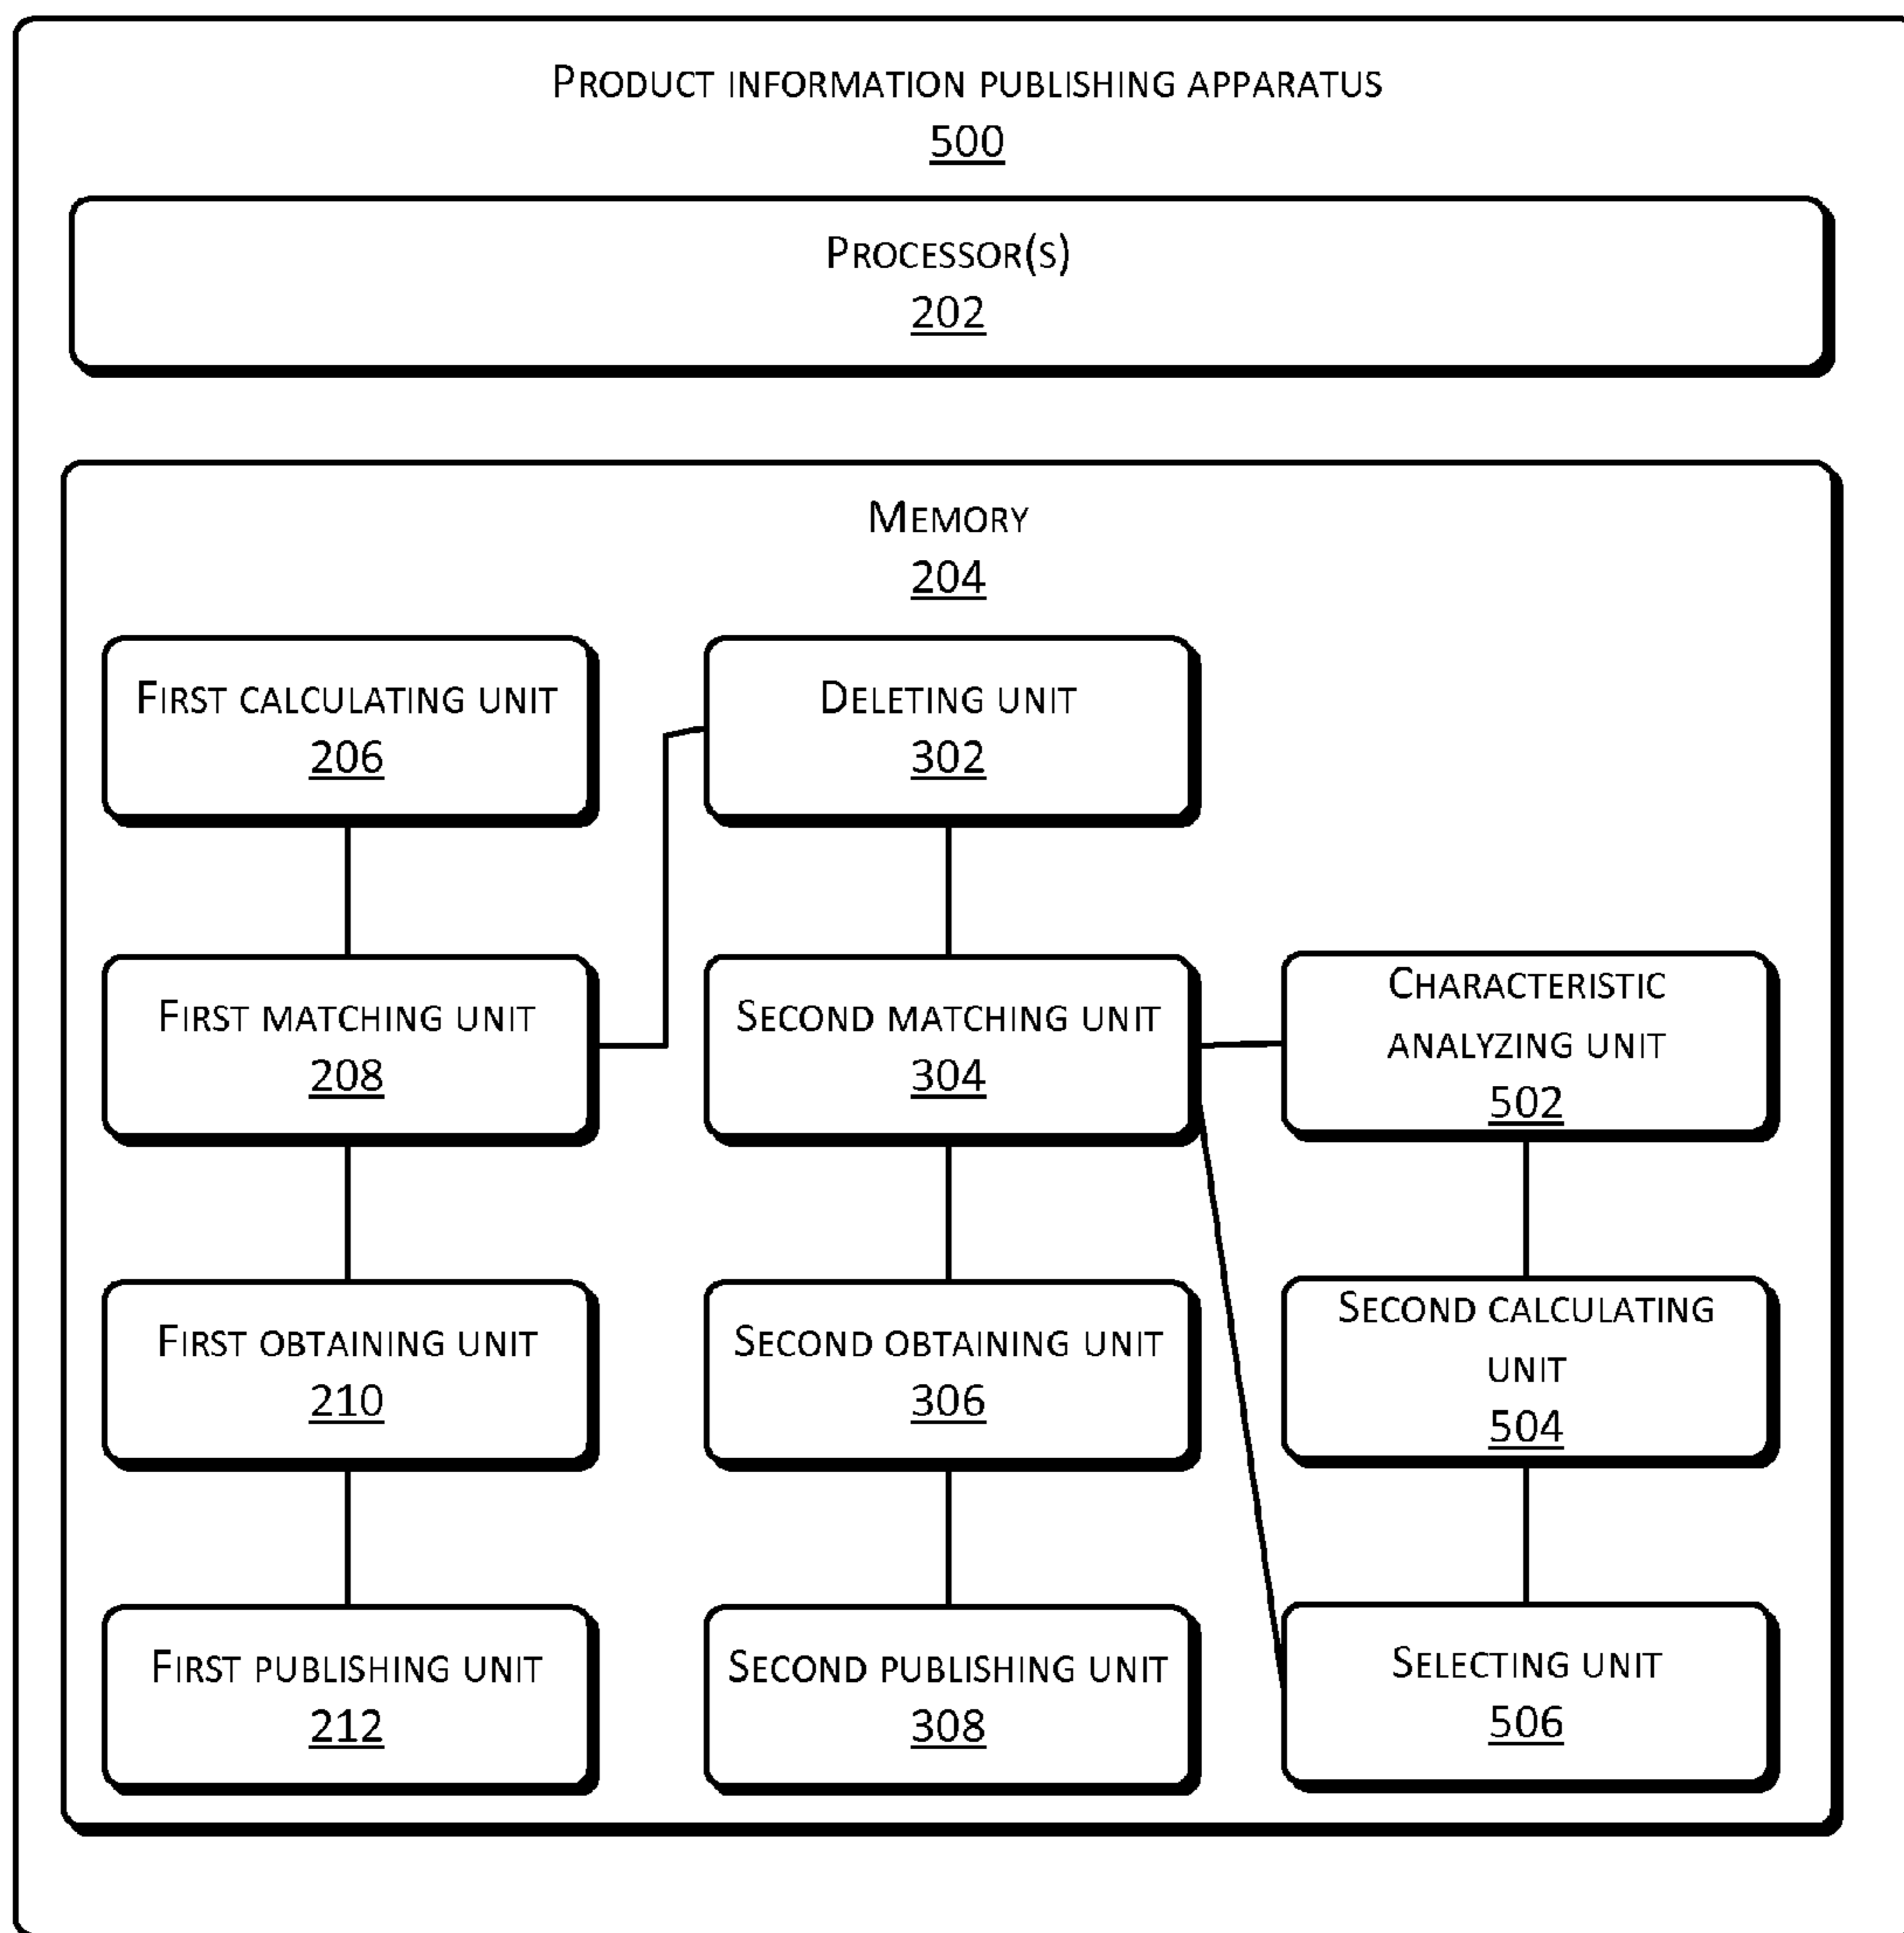 Product information publishing apparatus
500
Processor(s)
202
Memory
204
First calculating unit
206
Deleting unit
302
First matching unit
208
Second matching unit
304
Characteristic
analyzing unit
502
First obtaining unit
210
Second obtaining unit
306
Second calculating
unit
504
First publishing unit
212
Second publishing unit
308
Selecting unit
506